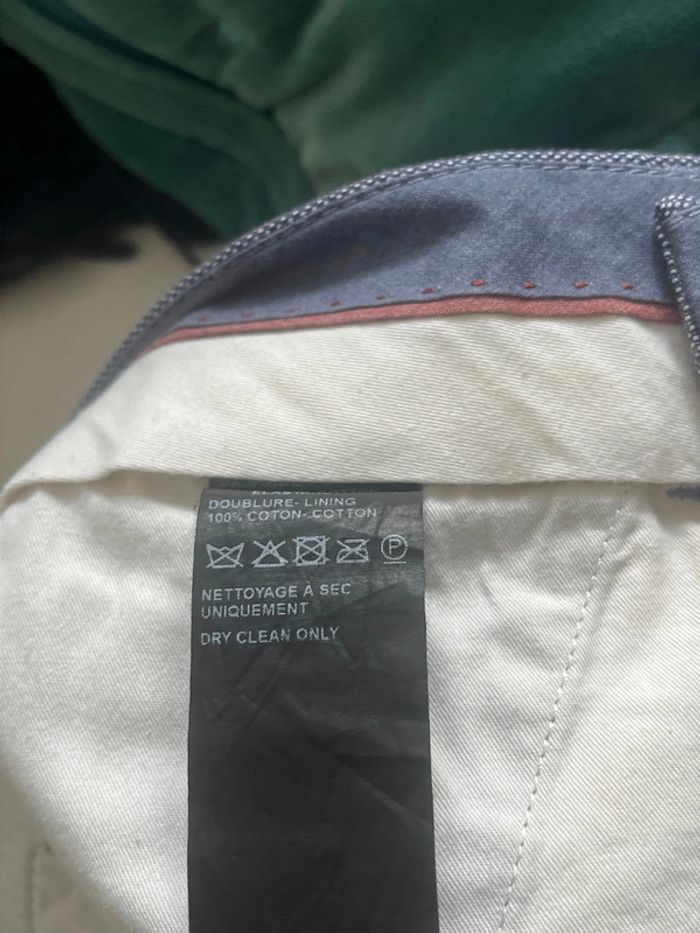 DOUBLURE- LINING
100% COTON- COTTON
P
NETTOYAGE À SEC
UNIQUEMENT
DRY CLEAN ONLY